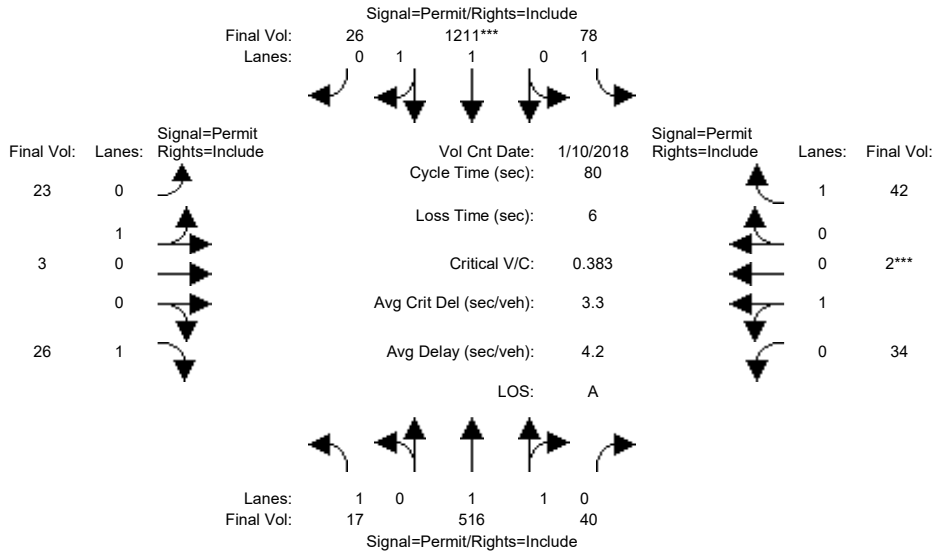 Signal=Permit/Rights=Include
Final Vol: 26 1211*** 78
Lanes: 0 1 1 0 1
Signal=Permit
Final Vol: Lanes: Rights=Include
Vol Cnt Date: 1/10/2018
Signal=Permit
Rights=Include Lanes: Final Vol:
Cycle Time (sec): 80
23 0
1 42
Loss Time (sec): 6
1
0
3 0
Critical V/C: 0.383
0 2***
0
Avg Crit Del (sec/veh): 3.3
1
26 1
Avg Delay (sec/veh): 4.2
0 34
LOS: A
Lanes: 1 0 1 1 0
Final Vol: 17 516 40
Signal=Permit/Rights=Include